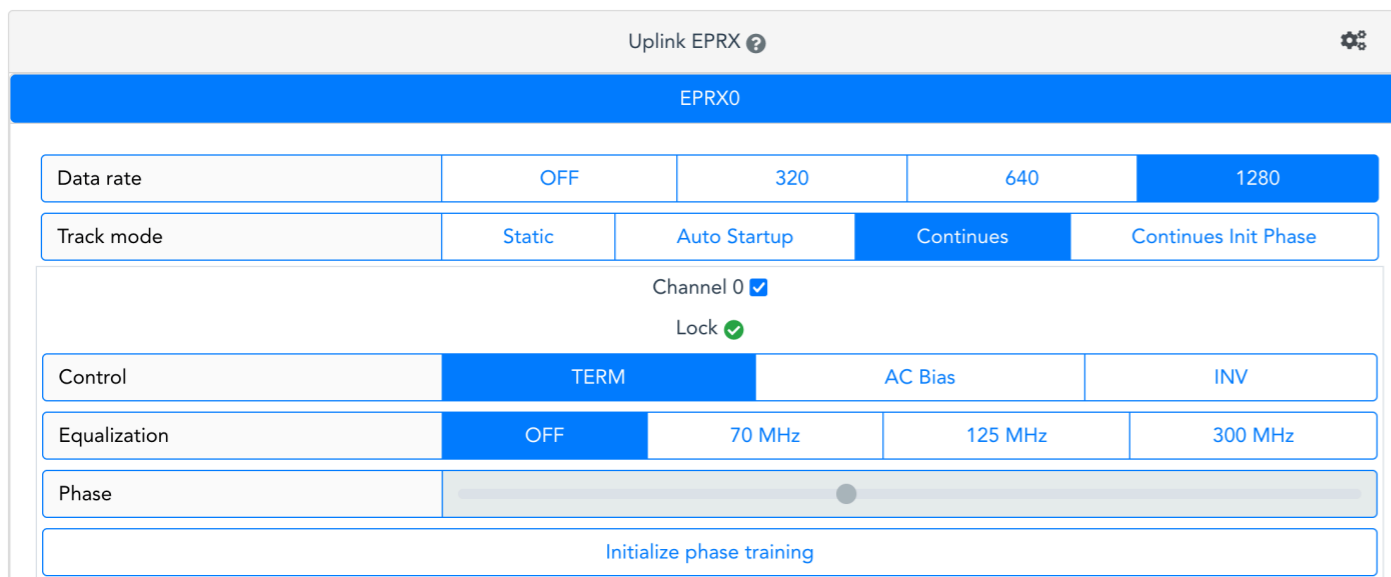 Uplink EPRX
EPRX0
Data rate OFF 320 640 1280
Track mode Static Auto Startup Continues Continues Init Phase
Channel 0
Lock
Control TERM AC Bias INV
Equalization OFF 70 MHz 125 MHz 300 MHz
Phase
Initialize phase training